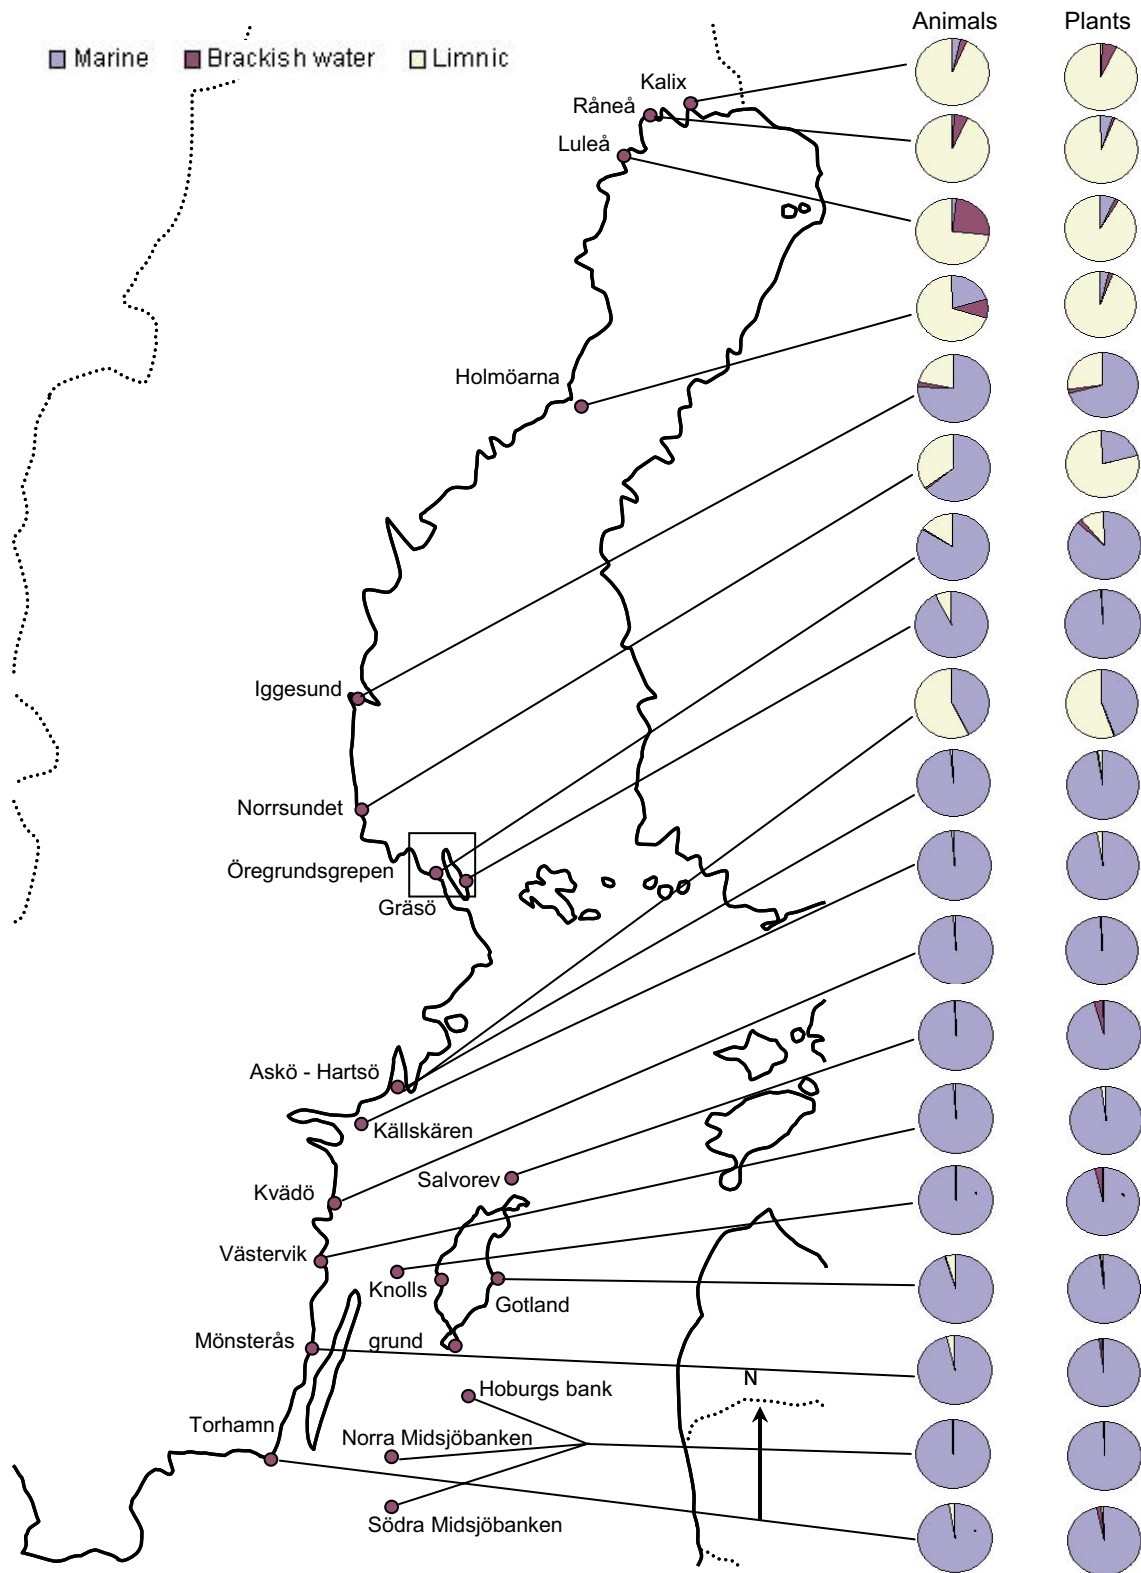 Animals Plants
Marine Brackish water Limnic
Kalix
Råneå
Luleå
Holmöarna
Iggesund
Norrsundet
Öregrundsgrepen
Gräsö
Askö - Hartsö
Källskären
Salvorev
Kvädö
Västervik
Knolls
Gotland
Mönsterås
grund
N
Hoburgs bank
Torhamn
Norra Midsjöbanken
Södra Midsjöbanken